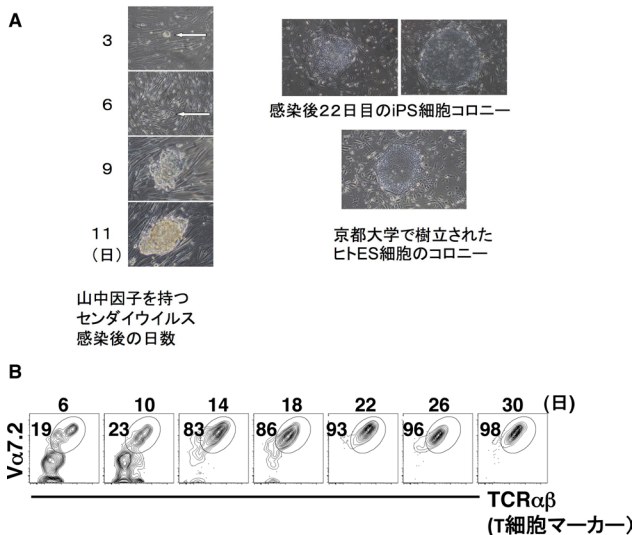 A
3
6
9
11
（日）
山中因子を持つ
センダイウイルス
感染後の日数
感染後２２日目のiPS細胞コロニー
京都大学で樹立された
ヒトES細胞のコロニー
B
6 10 14 18 22 26 30 (日)
Vα7.2
19 23 83 86 93 96 98
TCRαβ
(T細胞マーカー）